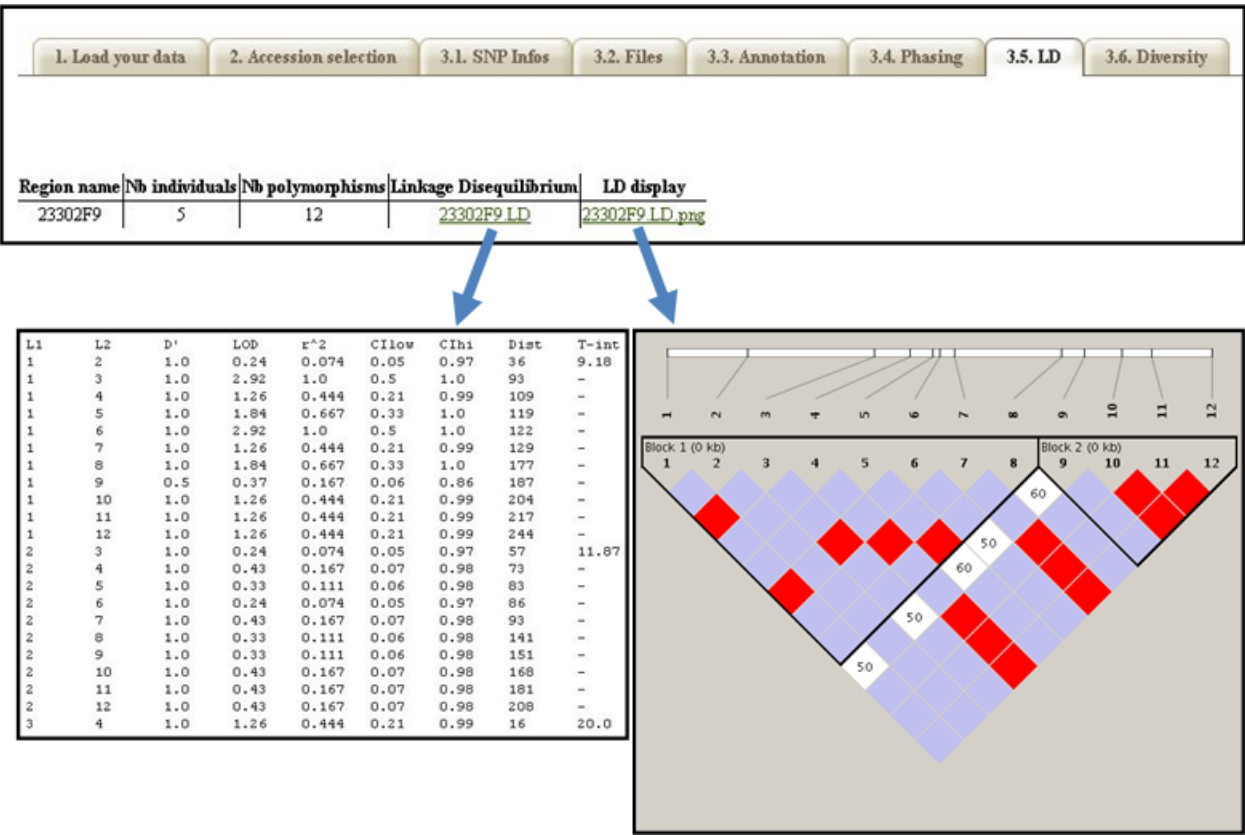 1. Load your data 2. Accession selection 3.1. SNP Infos 3.2. Files 3.3. Annotation 3.4. Phasing 3.5. LD 3.6. Diversity
Region name Nb individuals Nb polymorphisms Linkage Disequilibrium LD display
23302F9 5 12 23302F9.LD 23302F9.LD.png
L1 L2 D' LOD r^2 CIlow CIhi Dist T-int
1 2 1.0 0.24 0.074 0.05 0.97 36 9.18
1 3 1.0 2.92 1.0 0.5 1.0 93 -
1 4 1.0 1.26 0.444 0.21 0.99 109 -
1 5 1.0 1.84 0.667 0.33 1.0 119 -
1 6 1.0 2.92 1.0 0.5 1.0 122 -
1 7 1.0 1.26 0.444 0.21 0.99 129 -
1 8 1.0 1.84 0.667 0.33 1.0 177 -
1 9 0.5 0.37 0.167 0.06 0.86 187 -
1 10 1.0 1.26 0.444 0.21 0.99 204 -
1 11 1.0 1.26 0.444 0.21 0.99 217 -
1 12 1.0 1.26 0.444 0.21 0.99 244 -
2 3 1.0 0.24 0.074 0.05 0.97 57 11.87
2 4 1.0 0.43 0.167 0.07 0.98 73 -
2 5 1.0 0.33 0.111 0.06 0.98 83 -
2 6 1.0 0.24 0.074 0.05 0.97 86 -
2 7 1.0 0.43 0.167 0.07 0.98 93 -
2 8 1.0 0.33 0.111 0.06 0.98 141 -
2 9 1.0 0.33 0.111 0.06 0.98 151 -
2 10 1.0 0.43 0.167 0.07 0.98 168 -
2 11 1.0 0.43 0.167 0.07 0.98 181 -
2 12 1.0 0.43 0.167 0.07 0.98 208 -
3 4 1.0 1.26 0.444 0.21 0.99 16 20.0
1 2 3 4 5 6 7 8 9 10 11 12
Block 1 (0 kb) Block 2 (0 kb)
1 2 3 4 5 6 7 8 9 10 11 12
60
50
60
50
50